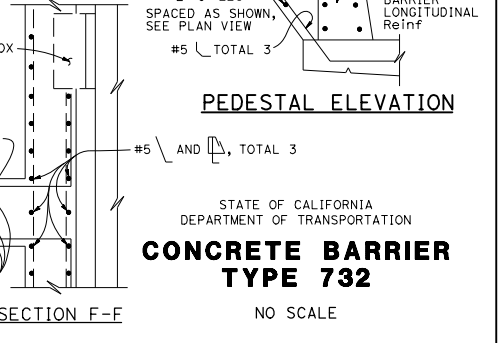 SPACED AS SHOWN,
SEE PLAN VIEW
#5 TOTAL 3
BARRIER
LONGITUDINAL
Reinf
OX
PEDESTAL ELEVATION
#5 AND , TOTAL 3
STATE OF CALIFORNIA
DEPARTMENT OF TRANSPORTATION
CONCRETE BARRIER
TYPE 732
SECTION F-F
NO SCALE